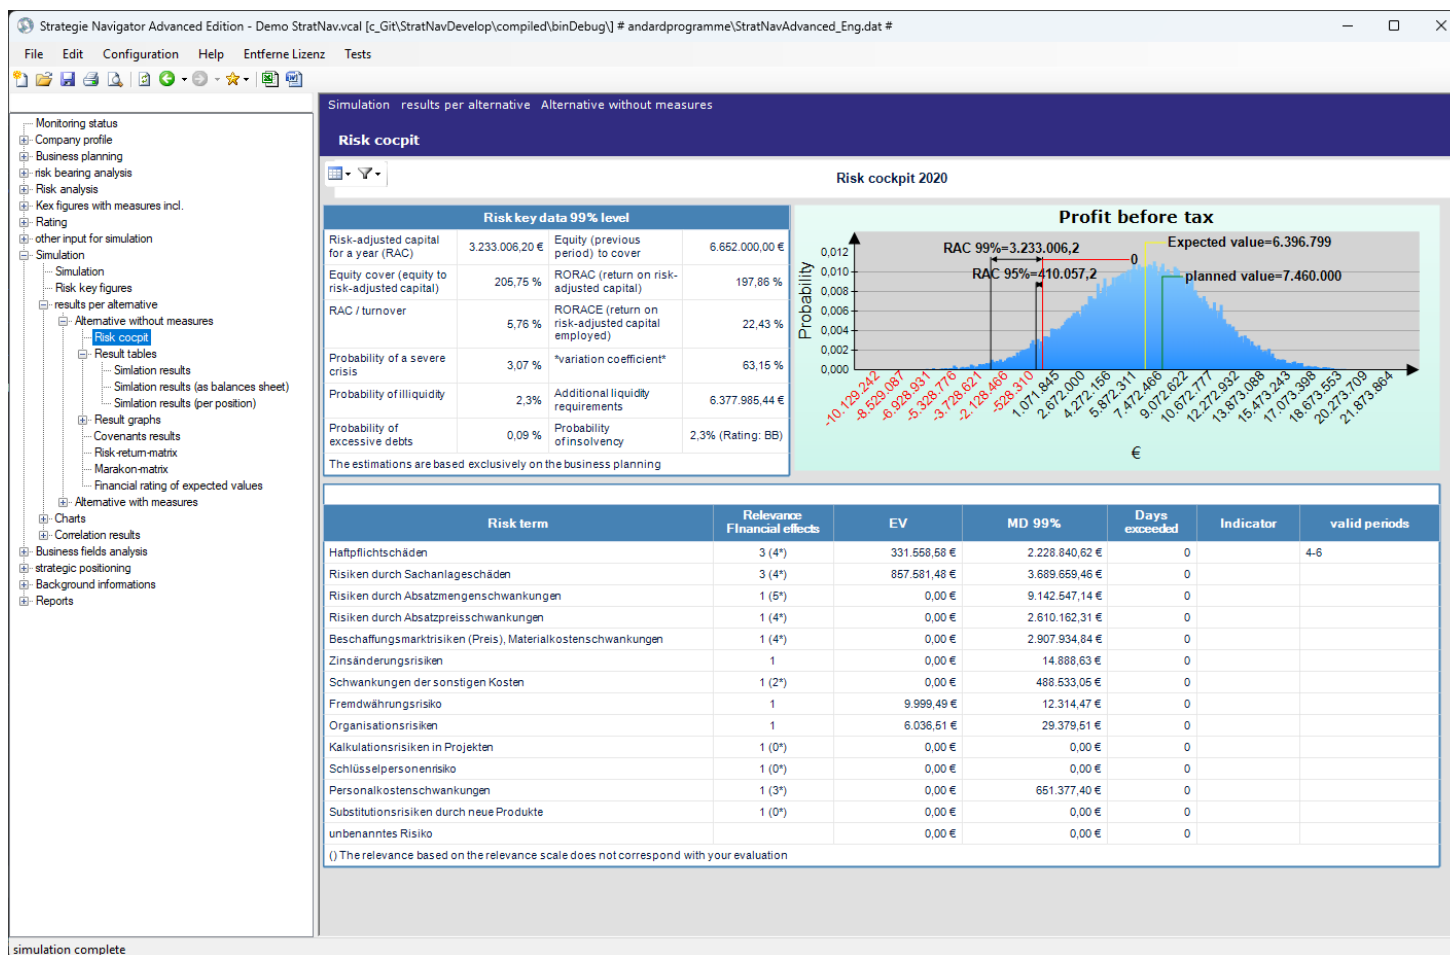 Strategie Navigator Advanced Edition - Demo StratNav.vcal [c_Git\StratNavDevelop\compiled\binDebug\] # andardprogramme\StratNavAdvanced_Eng.dat #
File Edit Configuration Help Entferne Lizenz Tests
Monitoring status
Company profile
Business planning
risk bearing analysis
Risk analysis
Kex figures with measures incl.
Rating
other input for simulation
Simulation
Simulation
Risk key figures
results per alternative
Alternative without measures
Risk cocpit
Result tables
Simlation results
Simlation results (as balances sheet)
Simlation results (per position)
Result graphs
Covenants results
Risk-return-matrix
Marakon-matrix
Financial rating of expected values
Alternative with measures
Charts
Correlation results
Business fields analysis
strategic positioning
Background informations
Reports
Simulation results per alternative Alternative without measures
Risk cocpit
Risk cockpit 2020
Risk key data 99% level
Risk-adjusted capital for a year (RAC) 3.233.006,20 € Equity (previous period) to cover 6.652.000,00 €
Equity cover (equity to risk-adjusted capital) 205,75 % RORAC (return on risk-adjusted capital) 197,86 %
RAC / turnover 5,76 % RORACE (return on risk-adjusted capital employed) 22,43 %
Probability of a severe crisis 3,07 % *variation coefficient* 63,15 %
Probability of illiquidity 2,3% Additional liquidity requirements 6.377.985,44 €
Probability of excessive debts 0,09 % Probability of insolvency 2,3% (Rating: BB)
The estimations are based exclusively on the business planning
Profit before tax
Probability
0,012
0,010
0,008
0,006
0,004
0,002
0,000
RAC 99%=3.233.006,2
RAC 95%=410.057,2
0
Expected value=6.396.799
planned value=7.460.000
-10.129.242
-8.529.087
-6.928.931
-5.328.776
-3.728.621
-2.128.466
-528.310
1.071.845
2.672.000
4.272.156
5.872.311
7.472.466
9.072.622
10.672.777
12.272.932
13.873.088
15.473.243
17.073.398
18.673.553
20.273.709
21.873.864
€
Risk term Relevance FInancial effects EV MD 99% Days exceeded Indicator valid periods
Haftpflichtschäden 3 (4*) 331.558,58 € 2.228.840,62 € 0 4-6
Risiken durch Sachanlageschäden 3 (4*) 857.581,48 € 3.689.659,46 € 0
Risiken durch Absatzmengenschwankungen 1 (5*) 0,00 € 9.142.547,14 € 0
Risiken durch Absatzpreisschwankungen 1 (4*) 0,00 € 2.610.162,31 € 0
Beschaffungsmarktrisiken (Preis), Materialkostenschwankungen 1 (4*) 0,00 € 2.907.934,84 € 0
Zinsänderungsrisiken 1 0,00 € 14.888,63 € 0
Schwankungen der sonstigen Kosten 1 (2*) 0,00 € 488.533,05 € 0
Fremdwährungsrisiko 1 9.999,49 € 12.314,47 € 0
Organisationsrisiken 1 6.036,51 € 29.379,51 € 0
Kalkulationsrisiken in Projekten 1 (0*) 0,00 € 0,00 € 0
Schlüsselpersonenrisiko 1 (0*) 0,00 € 0,00 € 0
Personalkostenschwankungen 1 (3*) 0,00 € 651.377,40 € 0
Substitutionsrisiken durch neue Produkte 1 (0*) 0,00 € 0,00 € 0
unbenanntes Risiko 0,00 € 0,00 € 0
() The relevance based on the relevance scale does not correspond with your evaluation
simulation complete